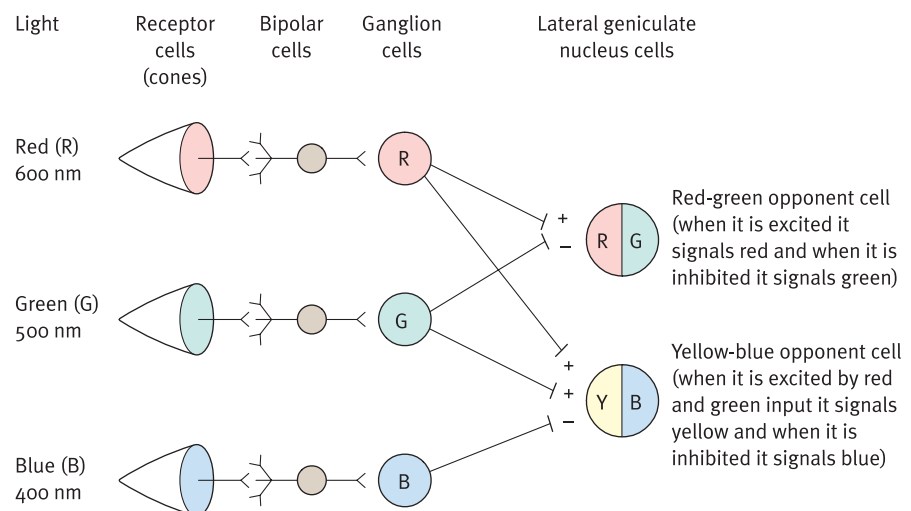 Light
Receptor
cells
(cones)
Bipolar
cells
Ganglion
cells
Lateral geniculate
nucleus cells
Red (R)
600 nm
R
+
−
R G
Red-green opponent cell
(when it is excited it
signals red and when it is
inhibited it signals green)
Green (G)
500 nm
G
+
+
−
Y B
Yellow-blue opponent cell
(when it is excited by red
and green input it signals
yellow and when it is
inhibited it signals blue)
Blue (B)
400 nm
B